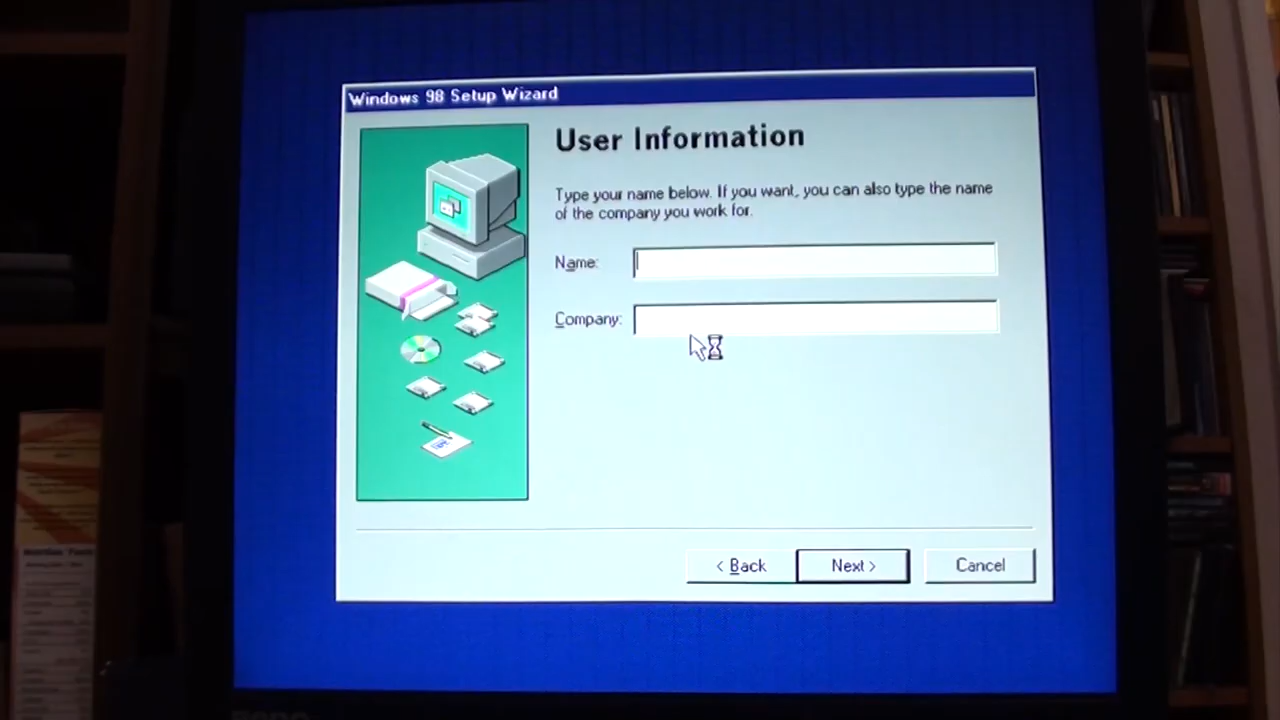 Windows 98 Setup Wizard
User Information
Type your name below. If you want, you can also type the name
of the company you work for.
Name:
Company:
< Back
Next >
Cancel